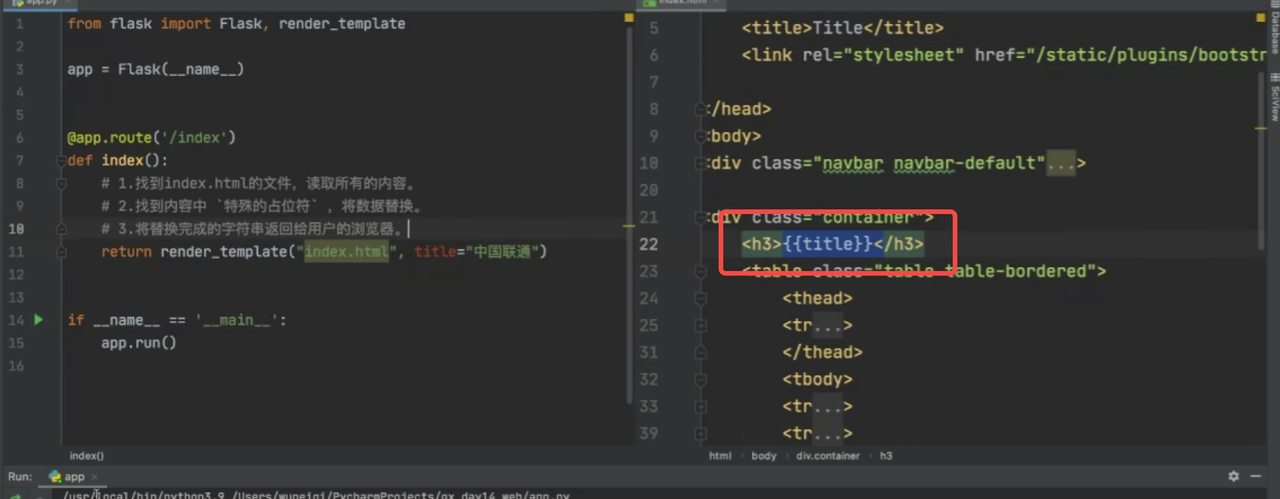 app.py
1 from flask import Flask, render_template
2
3 app = Flask(__name__)
4
5
6 @app.route('/index')
7 def index():
8 # 1.找到index.html的文件，读取所有的内容。
9 # 2.找到内容中 `特殊的占位符` ，将数据替换。
10 # 3.将替换完成的字符串返回给用户的浏览器。
11 return render_template("index.html", title="中国联通")
12
13
14 if __name__ == '__main__':
15 app.run()
16
index()
index.html
5 <title>Title</title>
6 <link rel="stylesheet" href="/static/plugins/bootstr
7
8 </head>
9 <body>
10 <div class="navbar navbar-default"...>
20
21 <div class="container">
22 <h3>{{title}}</h3>
23 <table class="table table-bordered">
24 <thead>
25 <tr...>
31 </thead>
32 <tbody>
33 <tr...>
39 <tr...>
html body div.container h3
Database
SciView
Run: app
/usr/local/bin/python3.9 /Users/wupeiqi/PycharmProjects/gx_day14_web/app.py